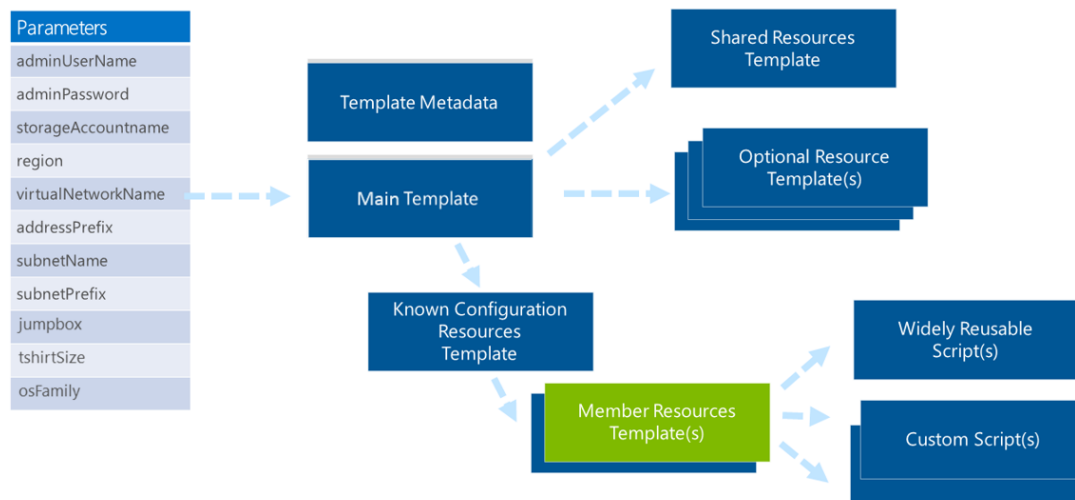 Parameters
adminUserName
adminPassword
storageAccountname
region
virtualNetworkName
addressPrefix
subnetName
subnetPrefix
jumpbox
tshirtSize
osFamily
Template Metadata
Main Template
Shared Resources
Template
Optional Resource
Template(s)
Known Configuration
Resources
Template
Member Resources
Template(s)
Widely Reusable
Script(s)
Custom Script(s)